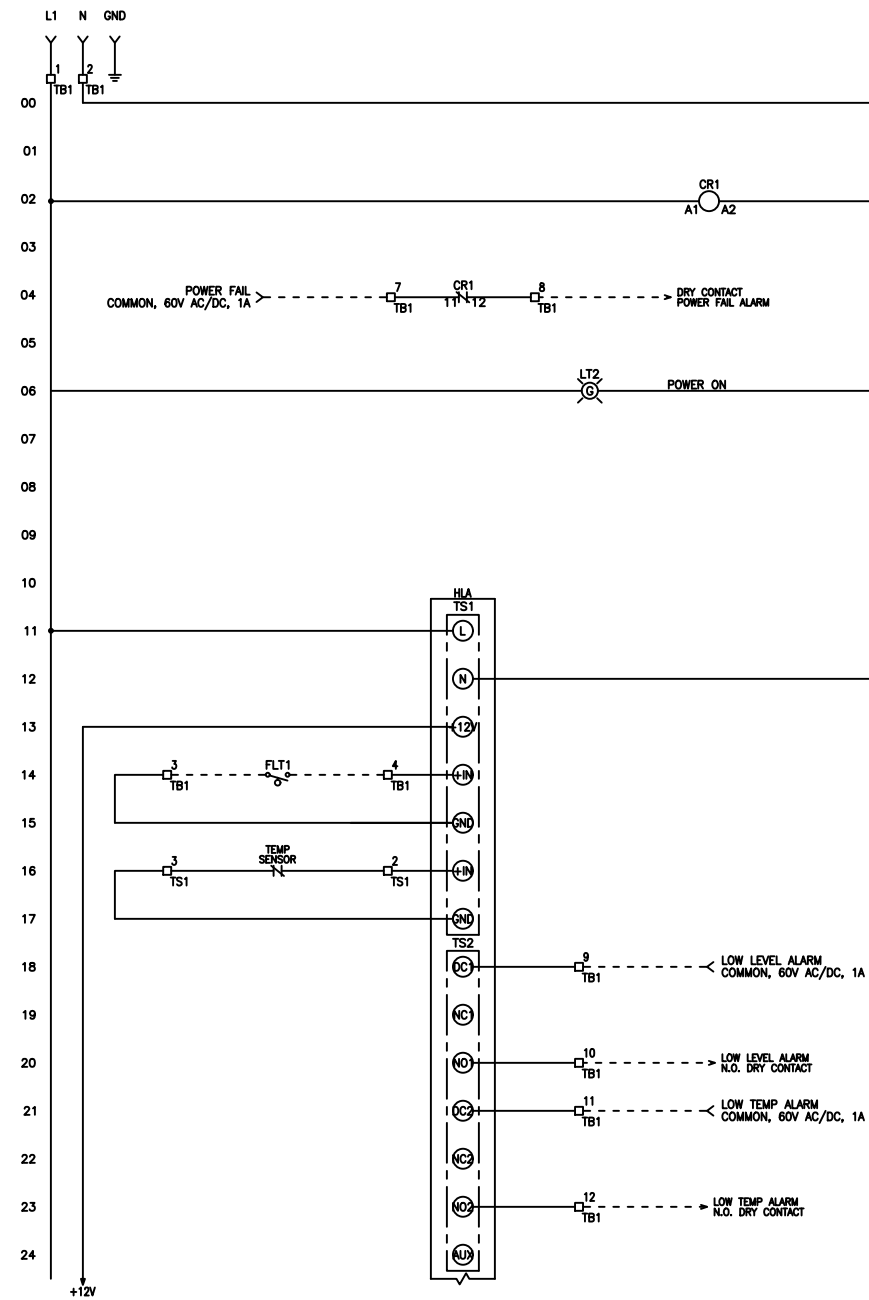 L1 N GND
1 2
TB1 TB1
00
01
02
CR1
A1 A2
03
04
POWER FAIL
COMMON, 60V AC/DC, 1A
7
TB1
CR1
11 12
8
TB1
DRY CONTACT
POWER FAIL ALARM
05
06
LT2
G
POWER ON
07
08
09
10
HLA
TS1
11
L
12
N
13
+12V
14
3
TB1
FLT1
4
TB1
+IN
15
GND
16
3
TS1
TEMP
SENSOR
2
TS1
+IN
17
GND
TS2
18
OC1
9
TB1
LOW LEVEL ALARM
COMMON, 60V AC/DC, 1A
19
NC1
20
NO1
10
TB1
LOW LEVEL ALARM
N.O. DRY CONTACT
21
OC2
11
TB1
LOW TEMP ALARM
COMMON, 60V AC/DC, 1A
22
NC2
23
NO2
12
TB1
LOW TEMP ALARM
N.O. DRY CONTACT
24
AUX
+12V